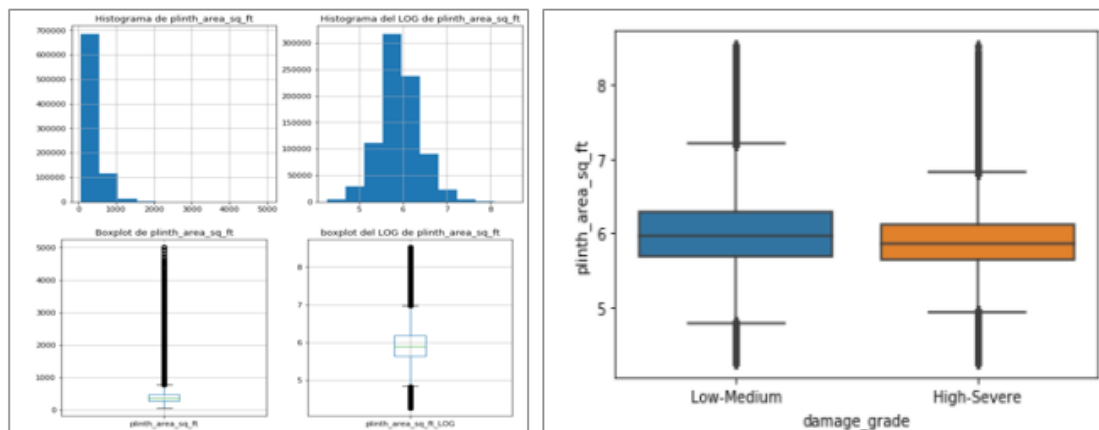 Histograma de plinth_area_sq_ft
700000
600000
500000
400000
300000
200000
100000
0
0 1000 2000 3000 4000 5000
Histograma del LOG de plinth_area_sq_ft
300000
250000
200000
150000
100000
50000
0
5 6 7 8
Boxplot de plinth_area_sq_ft
5000
4000
3000
2000
1000
0
plinth_area_sq_ft
boxplot del LOG de plinth_area_sq_ft
8
7
6
5
plinth_area_sq_ft_LOG
plinth_area_sq_ft
8
7
6
5
Low-Medium High-Severe
damage_grade